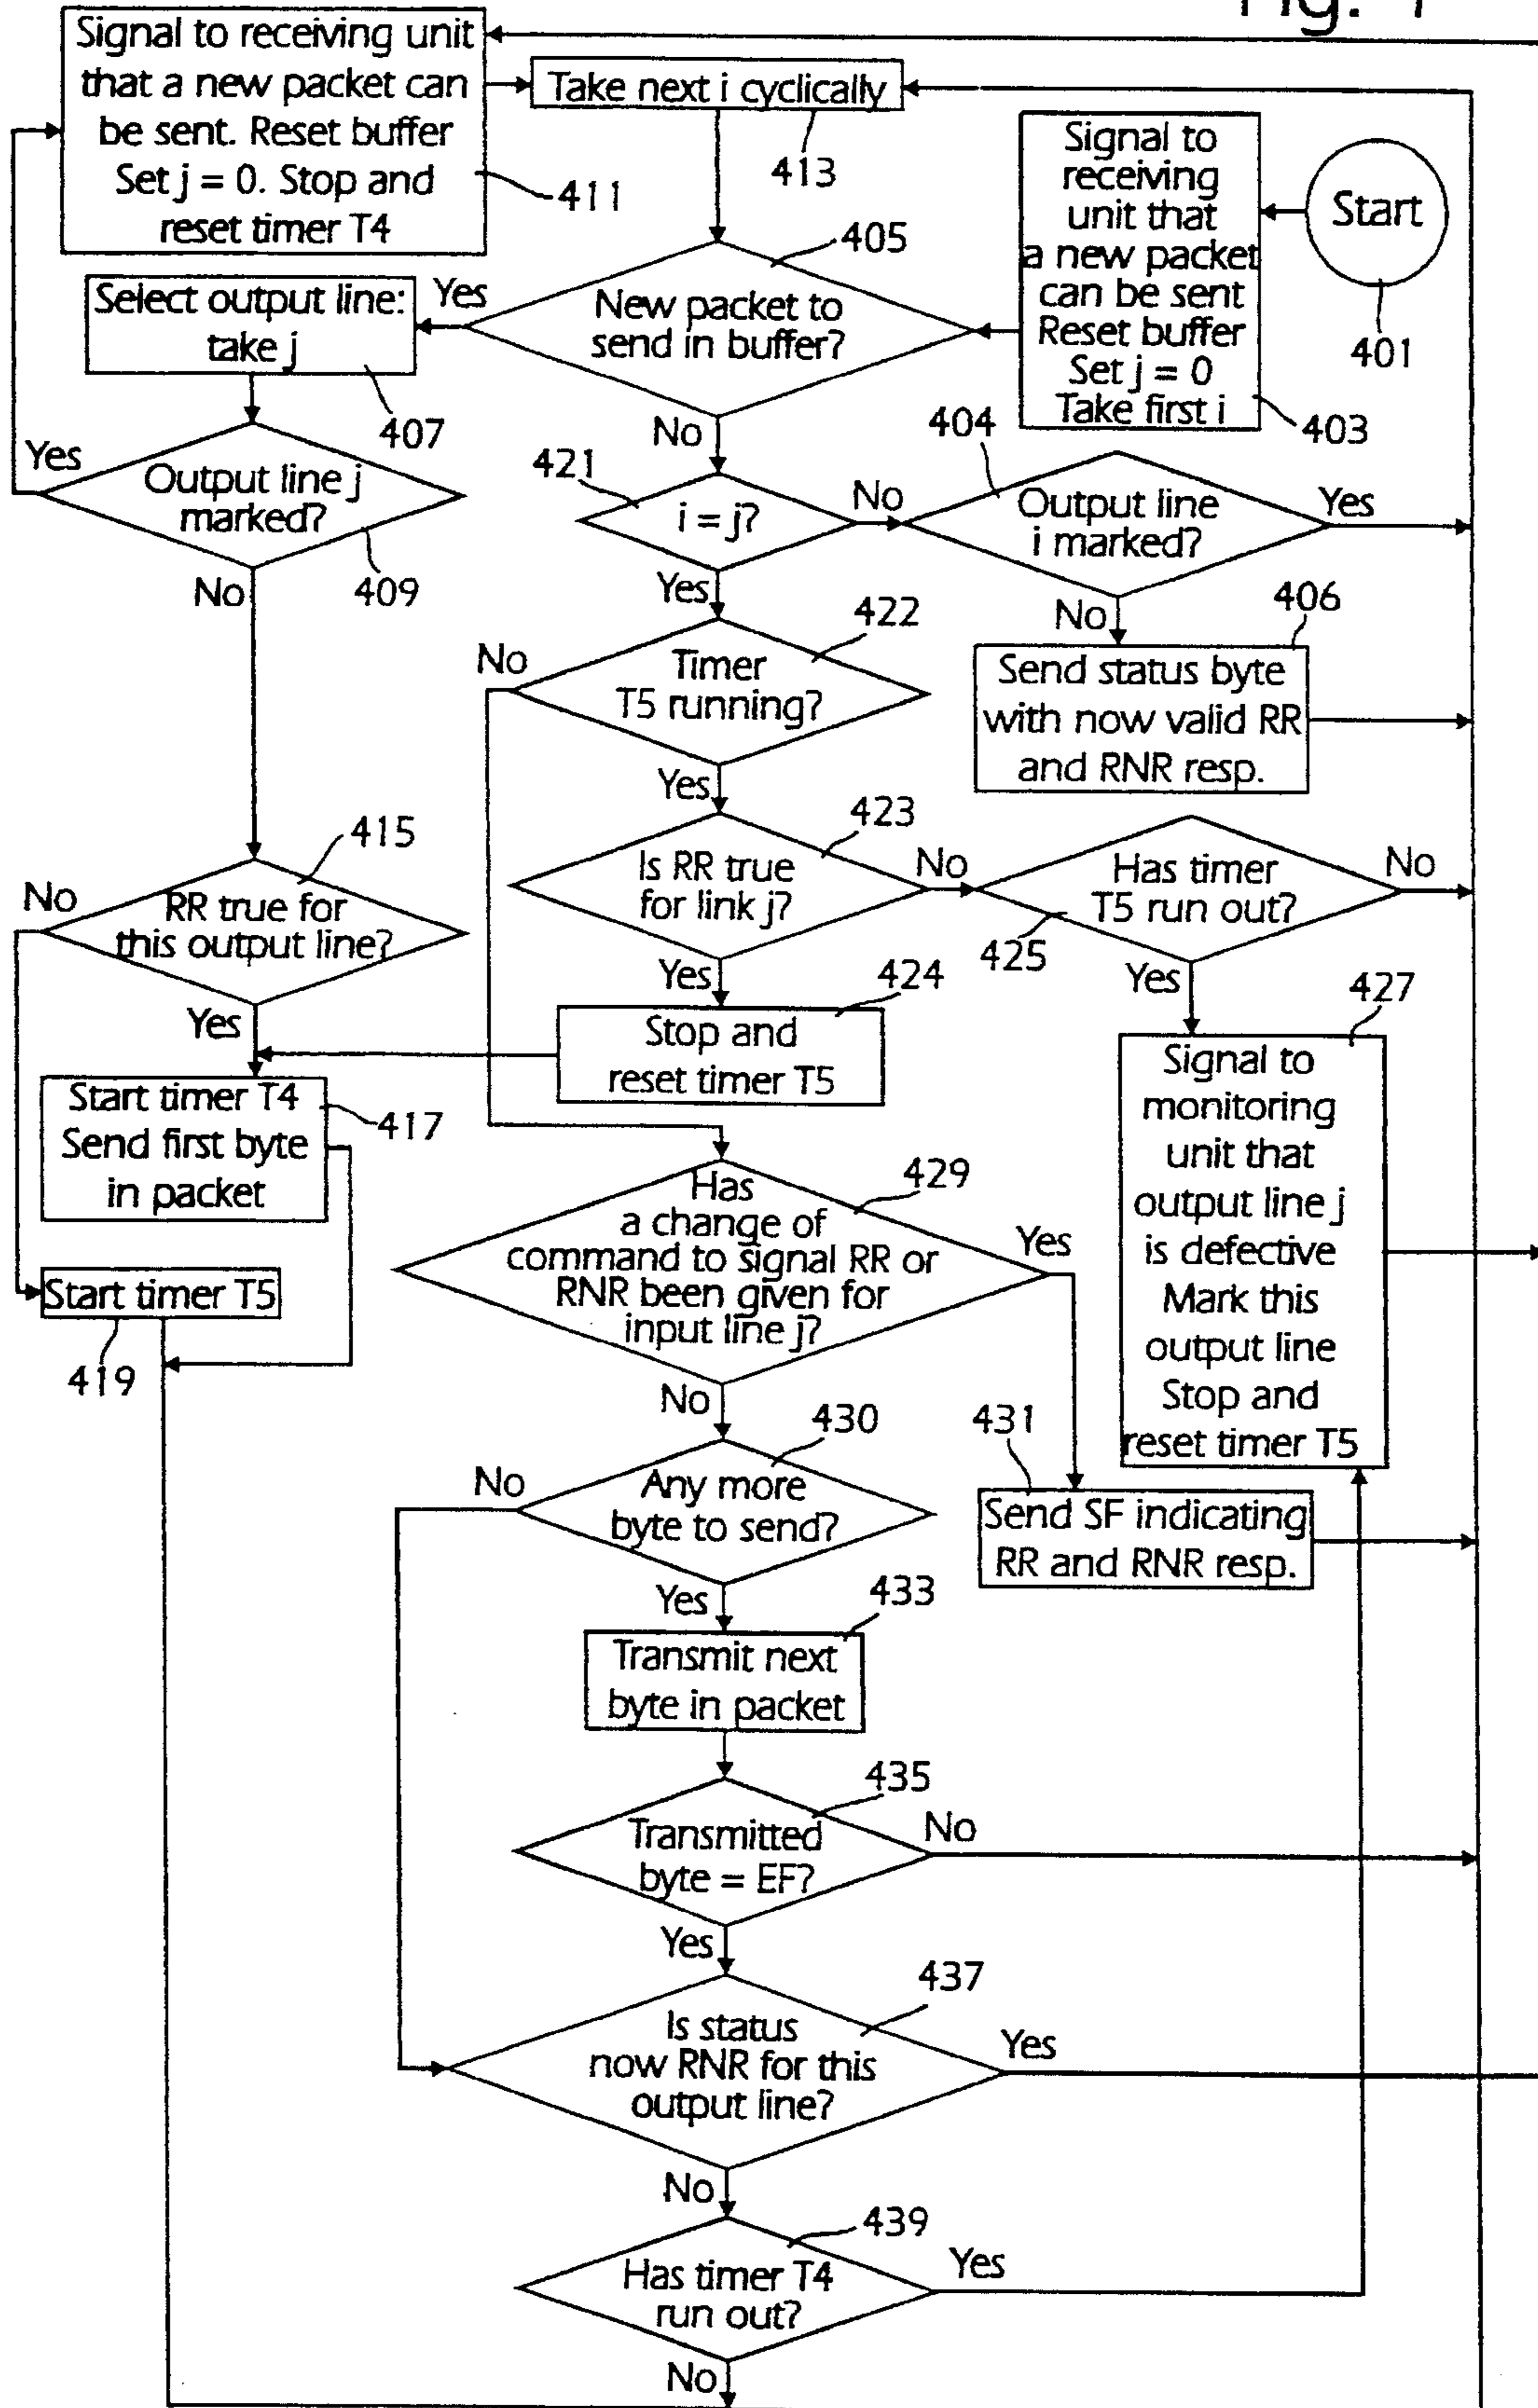 Fig. 4
Signal to receiving unit
that a new packet can
be sent. Reset buffer
Set j = 0. Stop and
reset timer T4
411
Take next i cyclically
413
Signal to
receiving
unit that
a new packet
can be sent
Reset buffer
Set j = 0
Take first i
403
Start
401
405
New packet to
send in buffer?
Yes
No
Select output line:
take j
407
Yes
Output line j
marked?
409
No
421
i = j?
No
Yes
404
Output line
i marked?
Yes
No
406
Send status byte
with now valid RR
and RNR resp.
422
No
Timer
T5 running?
Yes
423
Is RR true
for link j?
No
Yes
Has timer
T5 run out?
No
425
Yes
415
No
RR true for
this output line?
Yes
424
Stop and
reset timer T5
427
Signal to
monitoring
unit that
output line j
is defective
Mark this
output line
Stop and
reset timer T5
Start timer T4
Send first byte
in packet
417
Start timer T5
419
429
Has
a change of
command to signal RR or
RNR been given for
input line j?
Yes
No
431
Send SF indicating
RR and RNR resp.
430
No
Any more
byte to send?
Yes
433
Transmit next
byte in packet
435
Transmitted
byte = EF?
No
Yes
437
Is status
now RNR for this
output line?
Yes
No
439
Has timer T4
run out?
Yes
No